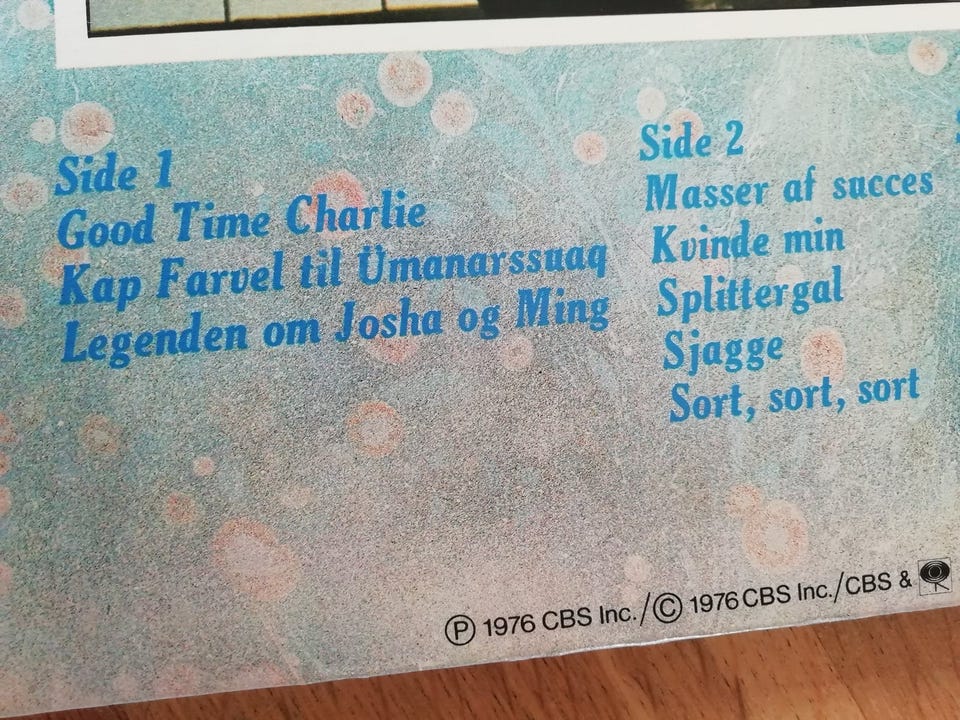 Side 1
Good Time Charlie
Kap Farvel til Ümanarssuaq
Legenden om Josha og Ming
Side 2
Masser af succes
Kvinde min
Splittergal
Sjagge
Sort, sort, sort
Ⓟ 1976 CBS Inc./Ⓒ 1976 CBS Inc./CBS &